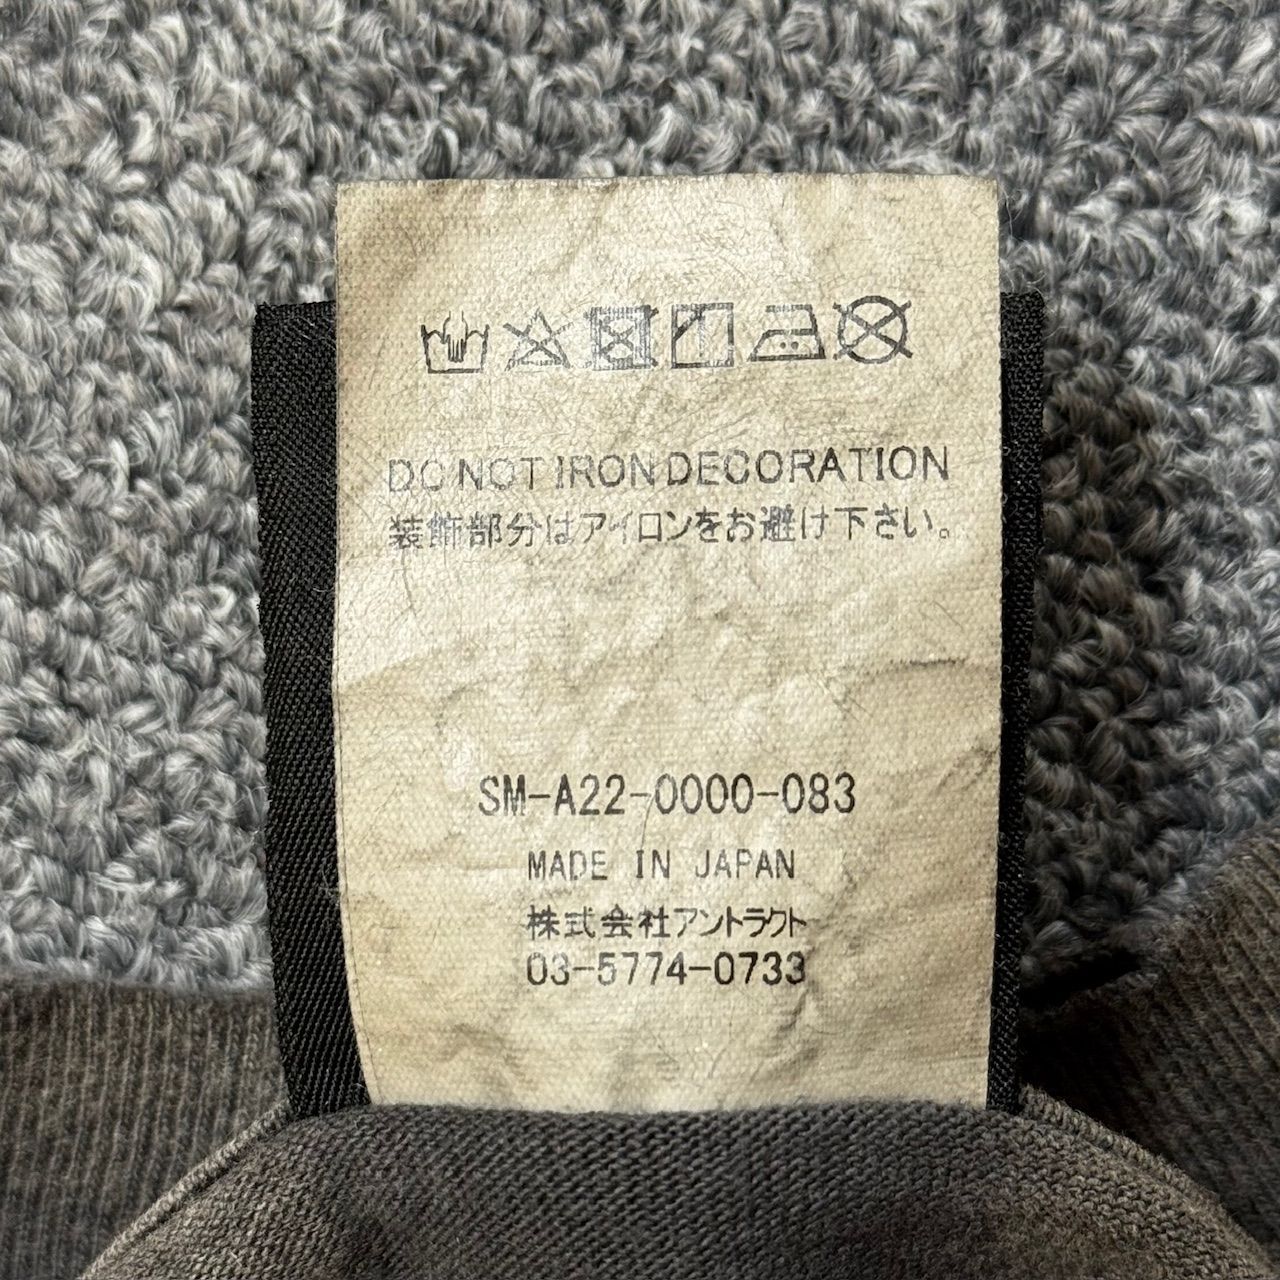 DO NOT IRON DECORATION
装飾部分はアイロンをお避け下さい。
SM-A22-0000-083
MADE IN JAPAN
株式会社アントラクト
03-5774-0733